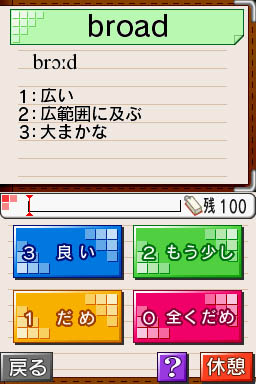 broad
brɔːd
1：広い
2：広範囲に及ぶ
3：大まかな
残100
3 良い
2 もう少し
1 だめ
0 全くだめ
戻る
?
休憩